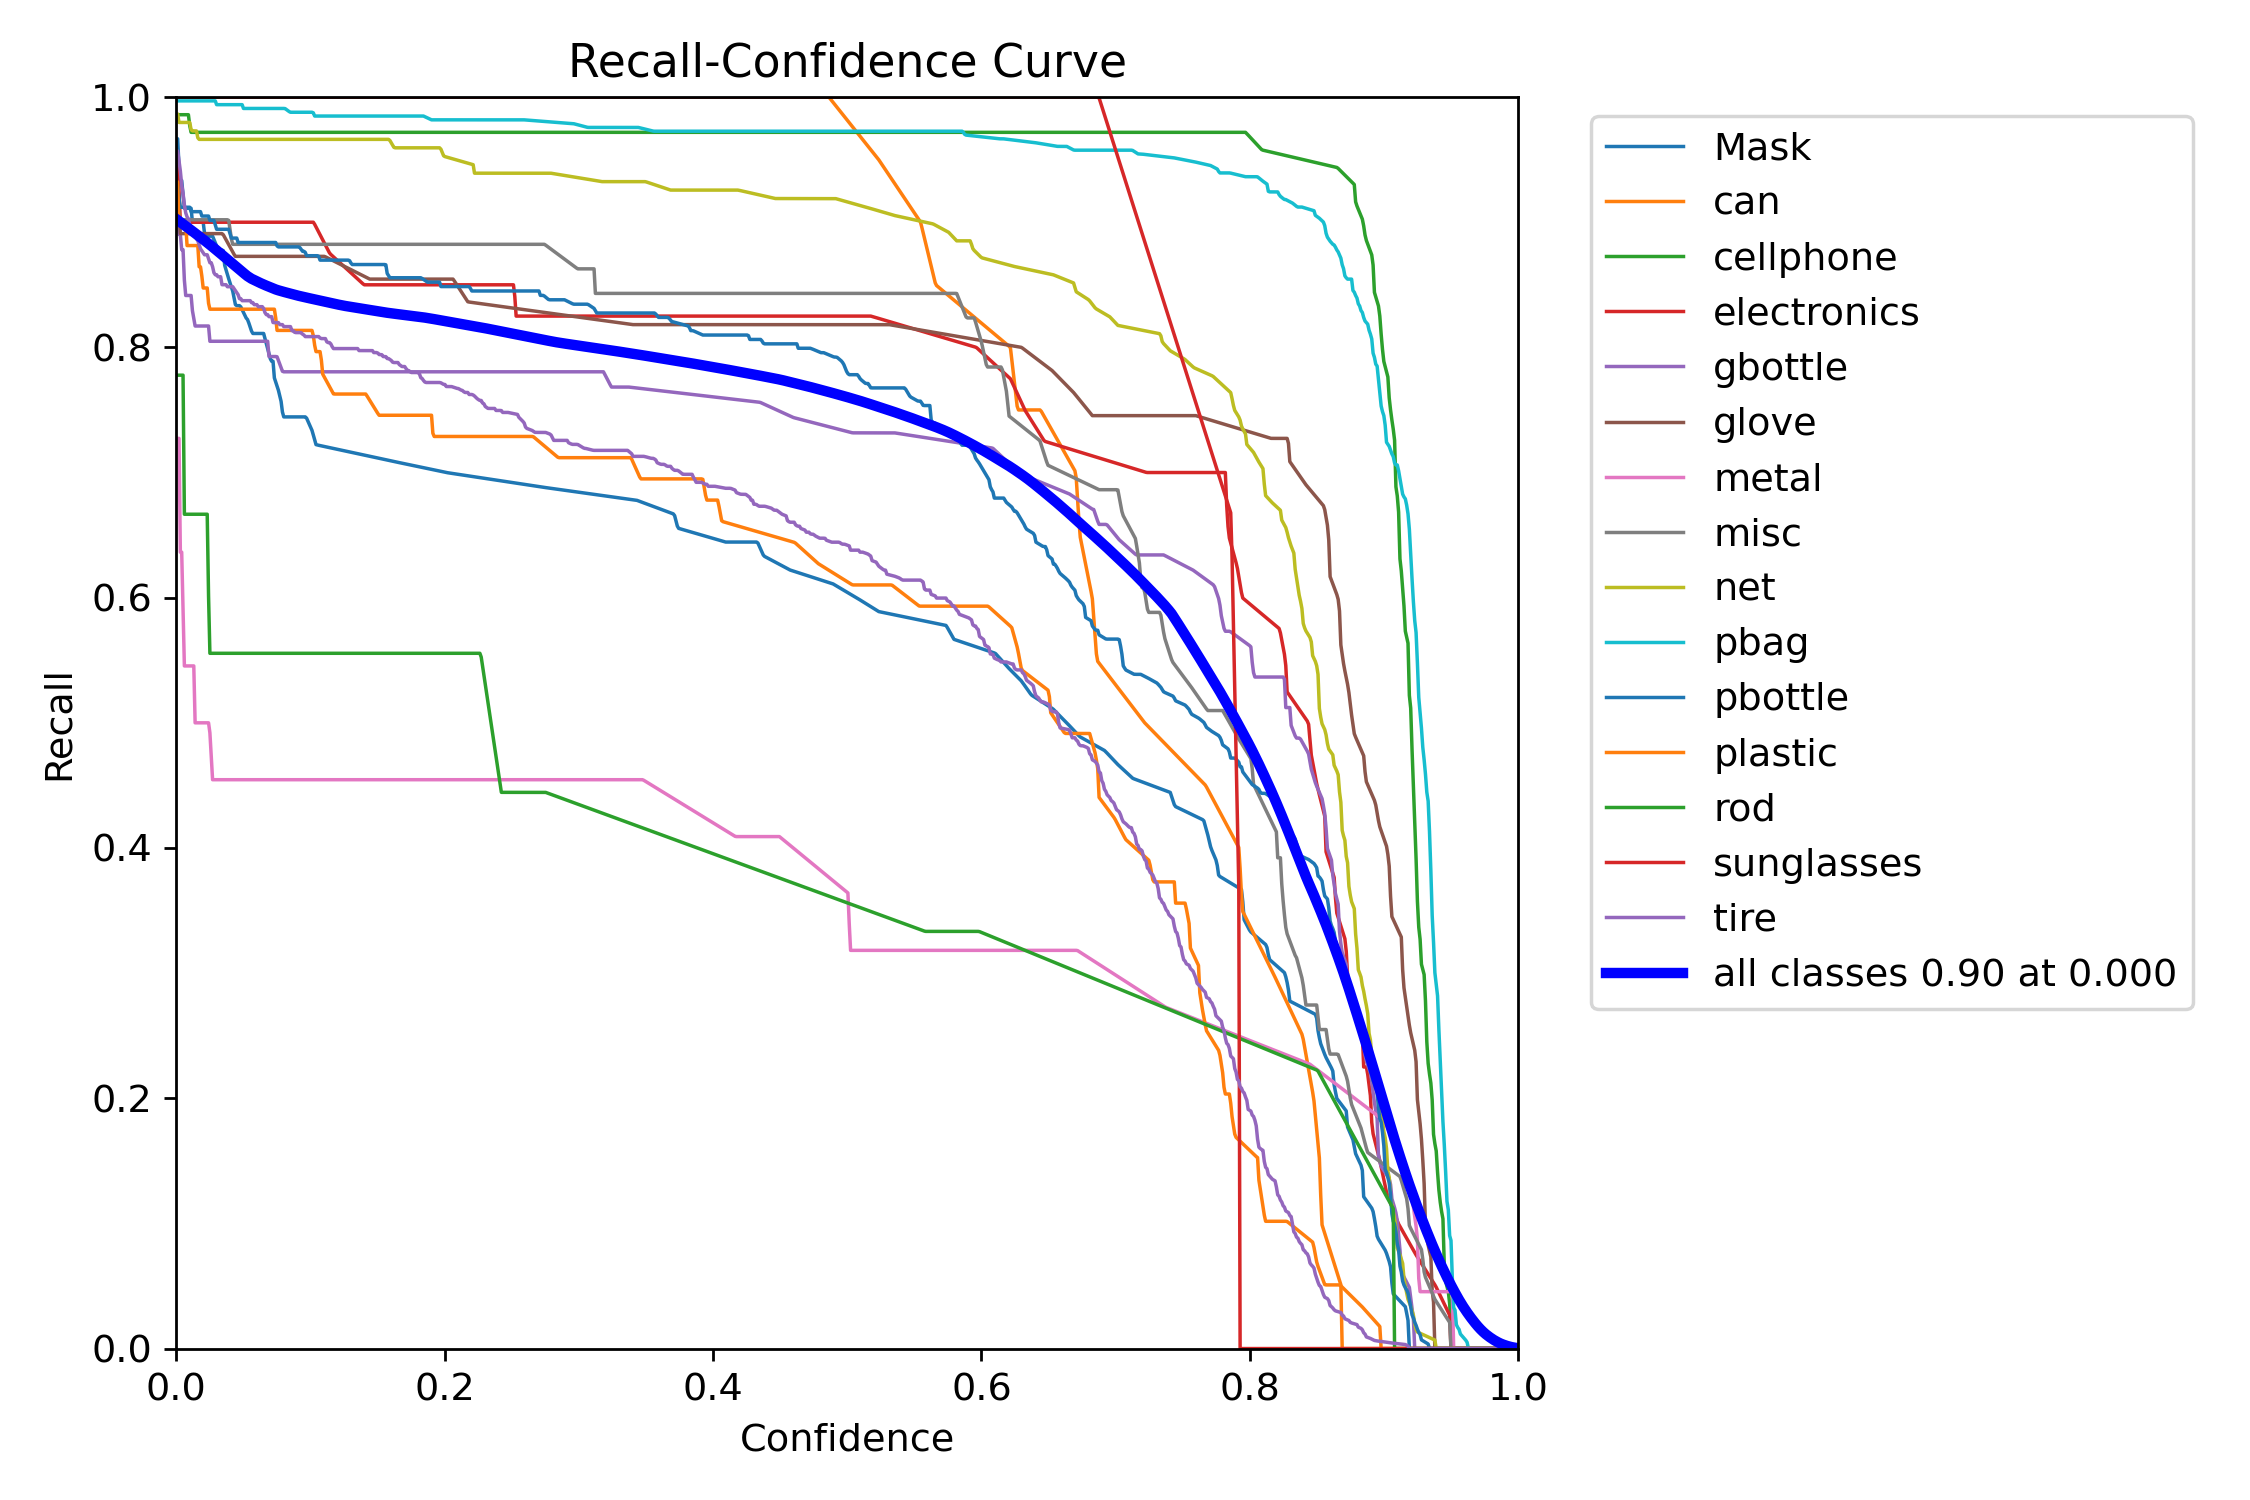 Recall-Confidence Curve
1.0
0.8
0.6
0.4
0.2
0.0
Recall
0.0 0.2 0.4 0.6 0.8 1.0
Confidence
Mask
can
cellphone
electronics
gbottle
glove
metal
misc
net
pbag
pbottle
plastic
rod
sunglasses
tire
all classes 0.90 at 0.000